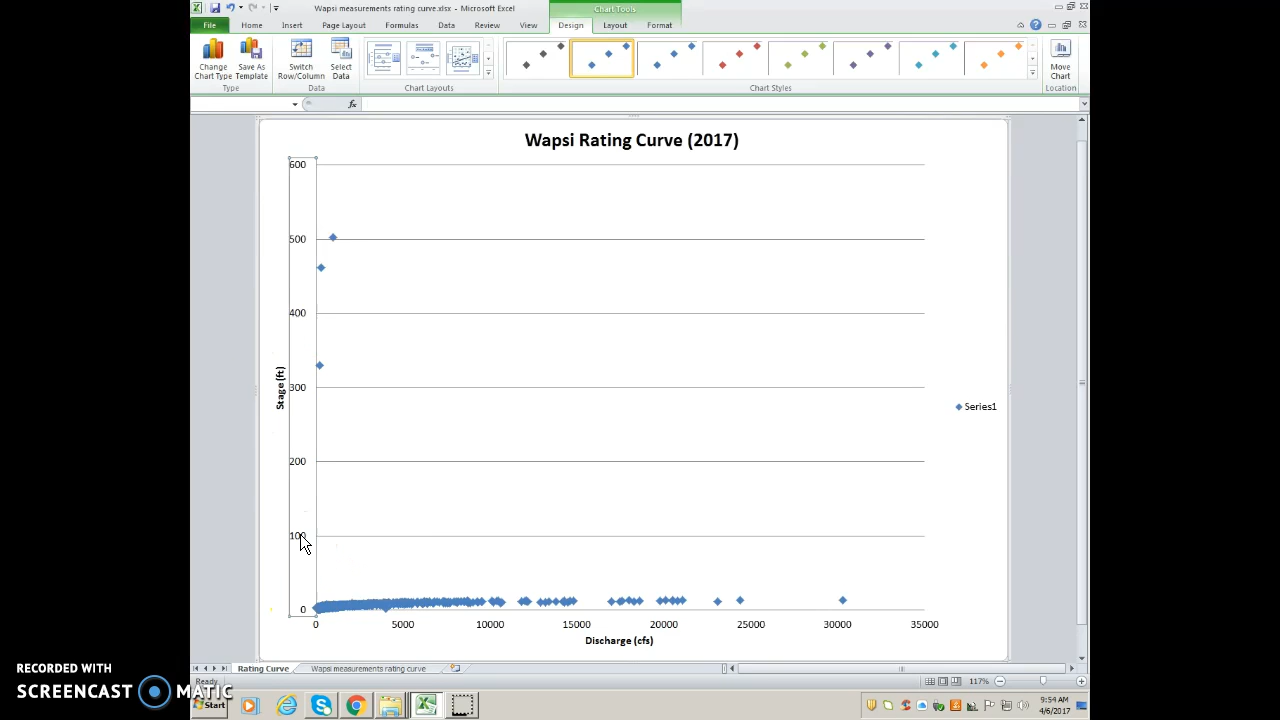 Wapsi measurements rating curve.xlsx - Microsoft Excel
Chart Tools
File Home Insert Page Layout Formulas Data Review View Design Layout Format
Change Chart Type
Save As Template
Switch Row/Column
Select Data
Move Chart
Type Data Chart Layouts Chart Styles Location
fx
Wapsi Rating Curve (2017)
600
500
400
300
200
100
0
Stage (ft)
Series1
0 5000 10000 15000 20000 25000 30000 35000
Discharge (cfs)
Rating Curve Wapsi measurements rating curve
Ready 117%
RECORDED WITH
SCREENCAST MATIC
Start
9:54 AM
4/6/2017